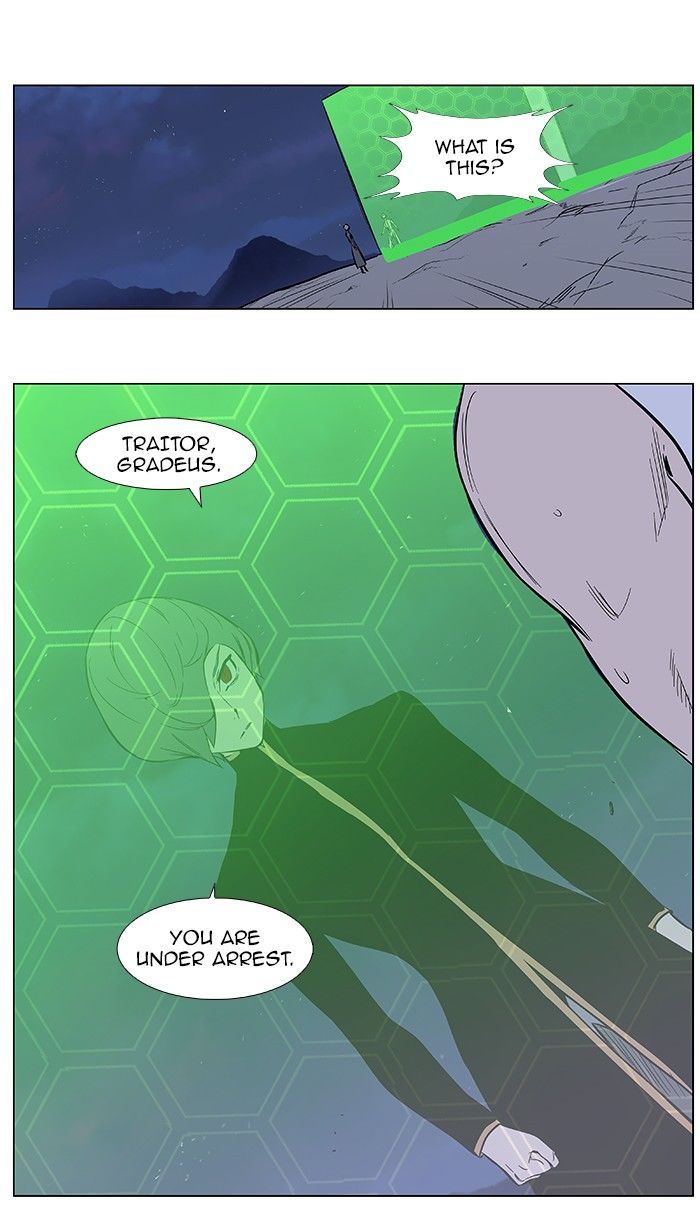 WHAT IS
THIS?
TRAITOR,
GRADEUS.
YOU ARE
UNDER ARREST.